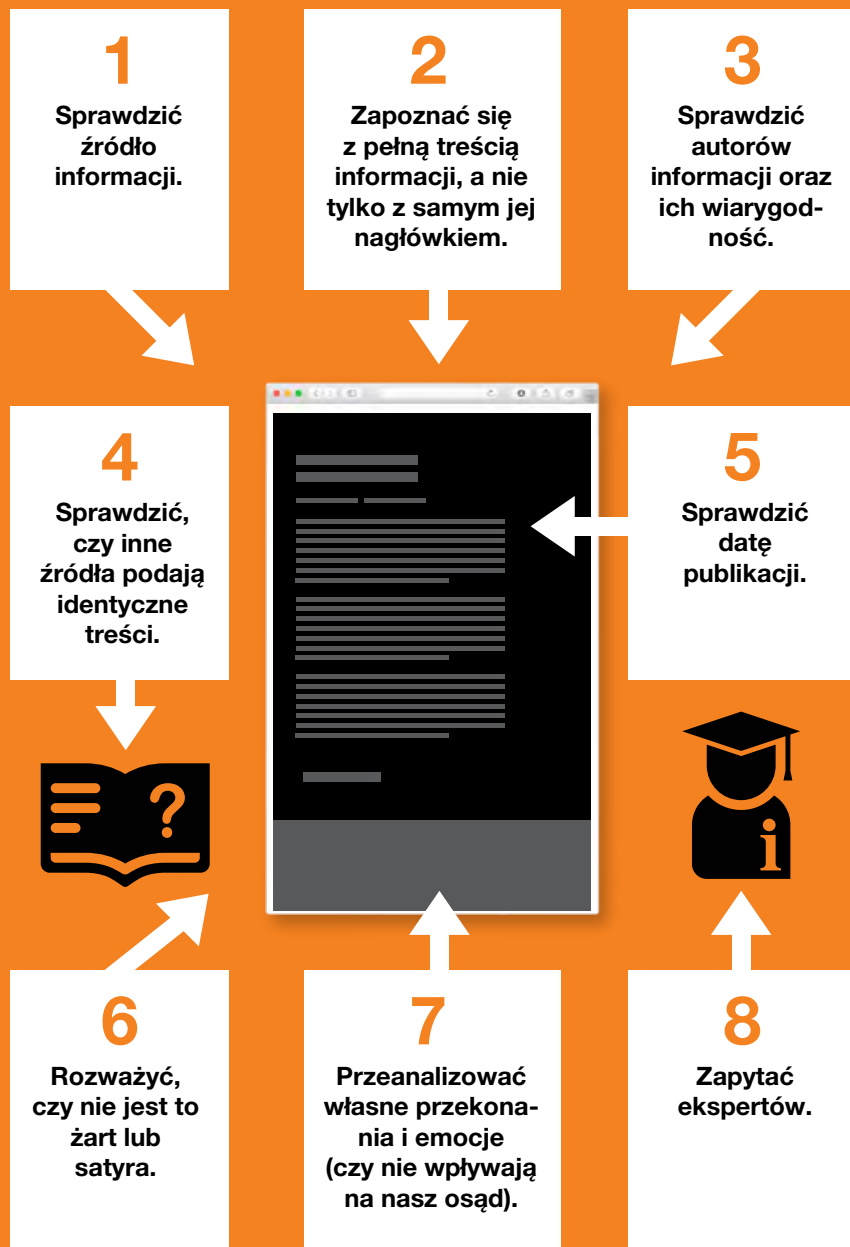 1
Sprawdzić
źródło
informacji.
2
Zapoznać się
z pełną treścią
informacji, a nie
tylko z samym jej
nagłówkiem.
3
Sprawdzić
autorów
informacji oraz
ich wiarygod-
ność.
4
Sprawdzić,
czy inne
źródła podają
identyczne
treści.
5
Sprawdzić
datę
publikacji.
?
i
6
Rozważyć,
czy nie jest to
żart lub
satyra.
7
Przeanalizować
własne przekona-
nia i emocje
(czy nie wpływają
na nasz osąd).
8
Zapytać
ekspertów.